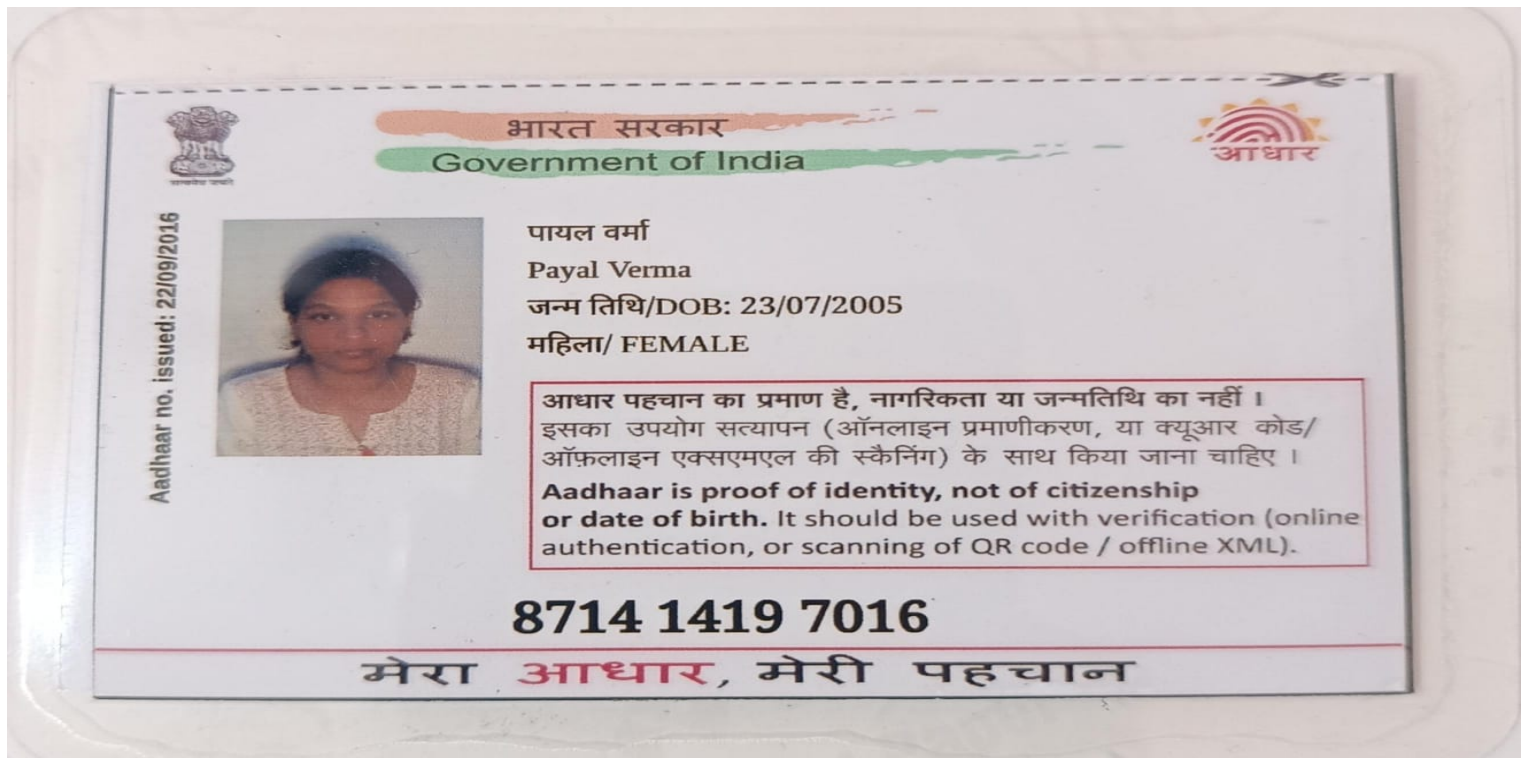 भारत सरकार
Government of India
आधार
सत्यमेव जयते
Aadhaar no. issued: 22/09/2016
पायल वर्मा
Payal Verma
जन्म तिथि/DOB: 23/07/2005
महिला/ FEMALE
आधार पहचान का प्रमाण है, नागरिकता या जन्मतिथि का नहीं ।
इसका उपयोग सत्यापन (ऑनलाइन प्रमाणीकरण, या क्यूआर कोड/
ऑफ़लाइन एक्सएमएल की स्कैनिंग) के साथ किया जाना चाहिए ।
Aadhaar is proof of identity, not of citizenship
or date of birth. It should be used with verification (online
authentication, or scanning of QR code / offline XML).
8714 1419 7016
मेरा आधार, मेरी पहचान